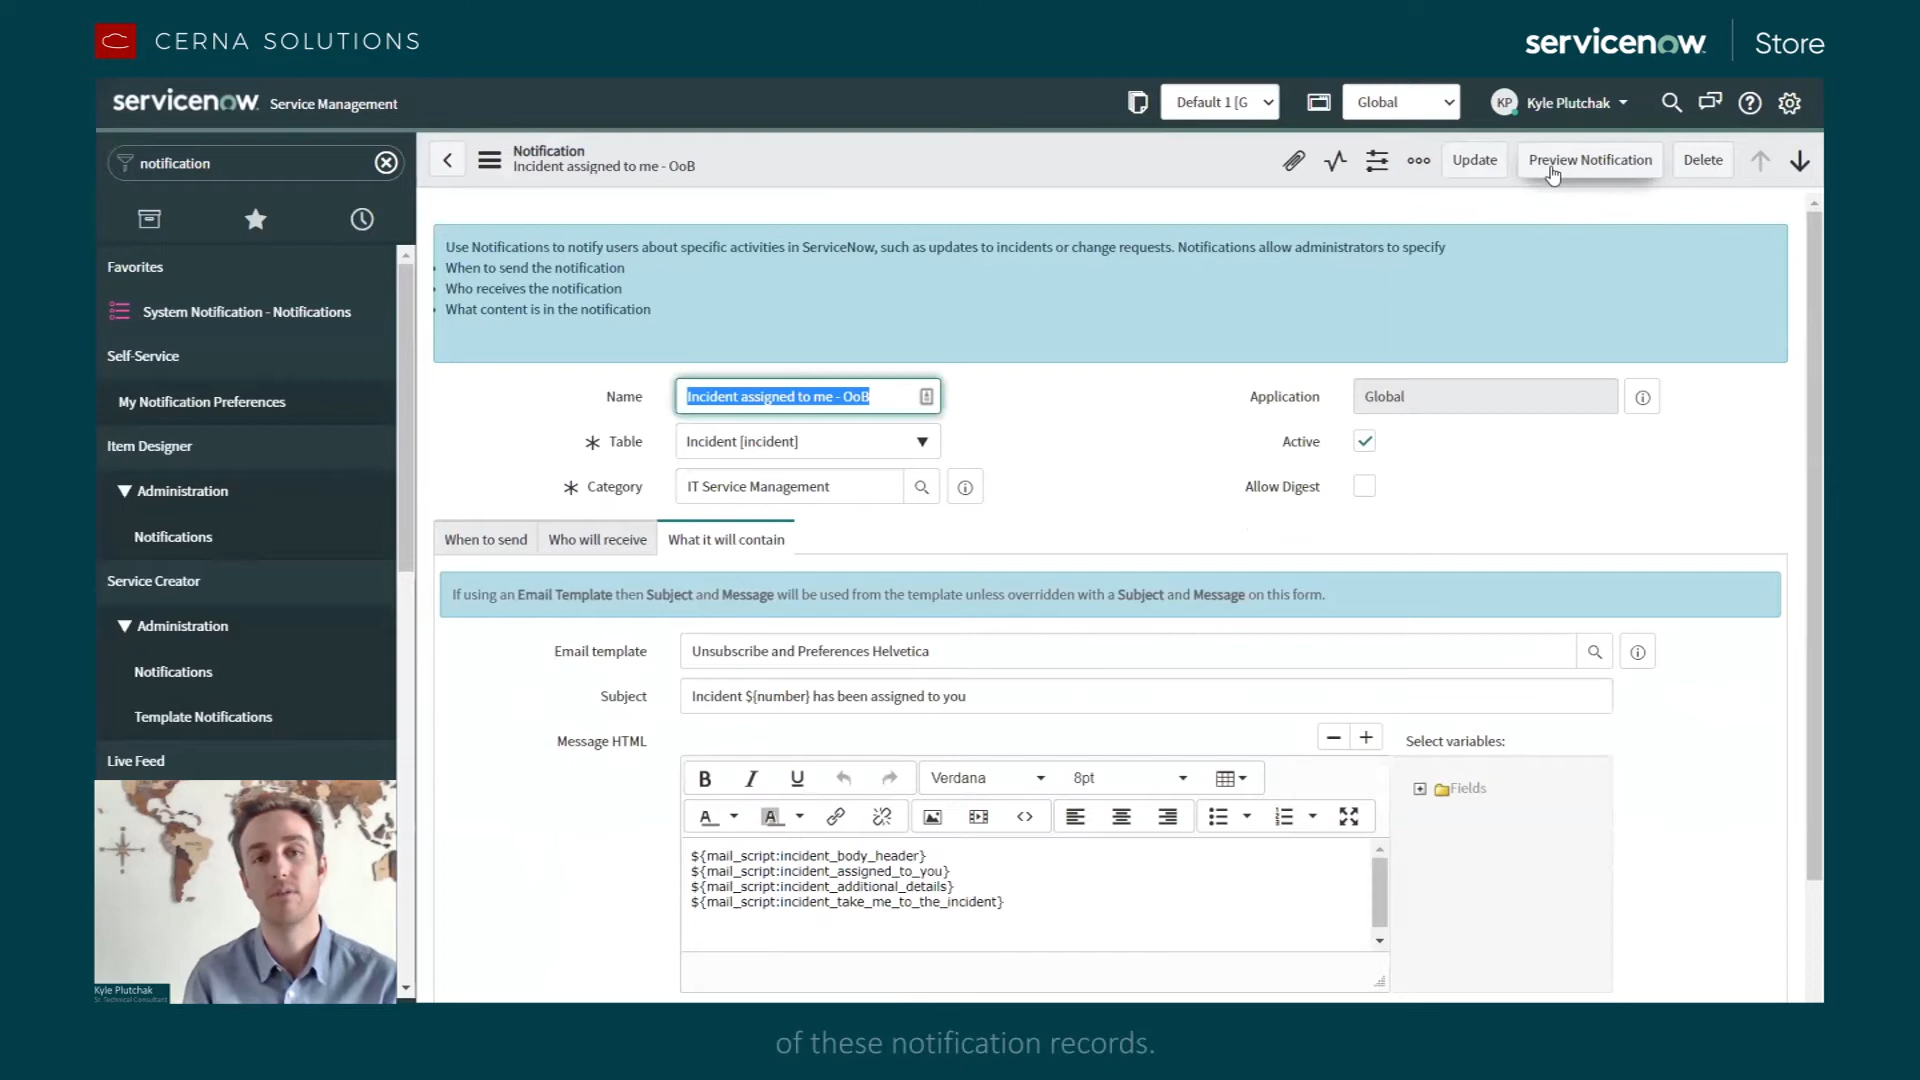 CERNA SOLUTIONS
servicenow Store
servicenow Service Management
Default 1 [G
Global
KP Kyle Plutchak
notification
Notification
Incident assigned to me - OoB
Update
Preview Notification
Delete
Favorites
System Notification - Notifications
Self-Service
My Notification Preferences
Item Designer
Administration
Notifications
Service Creator
Administration
Notifications
Template Notifications
Live Feed
Use Notifications to notify users about specific activities in ServiceNow, such as updates to incidents or change requests. Notifications allow administrators to specify
When to send the notification
Who receives the notification
What content is in the notification
Name
Incident assigned to me - OoB
Application
Global
Table
Incident [incident]
Active
Category
IT Service Management
Allow Digest
When to send
Who will receive
What it will contain
If using an Email Template then Subject and Message will be used from the template unless overridden with a Subject and Message on this form.
Email template
Unsubscribe and Preferences Helvetica
Subject
Incident ${number} has been assigned to you
Message HTML
Select variables:
Verdana
8pt
Fields
${mail_script:incident_body_header}
${mail_script:incident_assigned_to_you}
${mail_script:incident_additional_details}
${mail_script:incident_take_me_to_the_incident}
Kyle Plutchak
Sr. Technical Consultant
of these notification records.